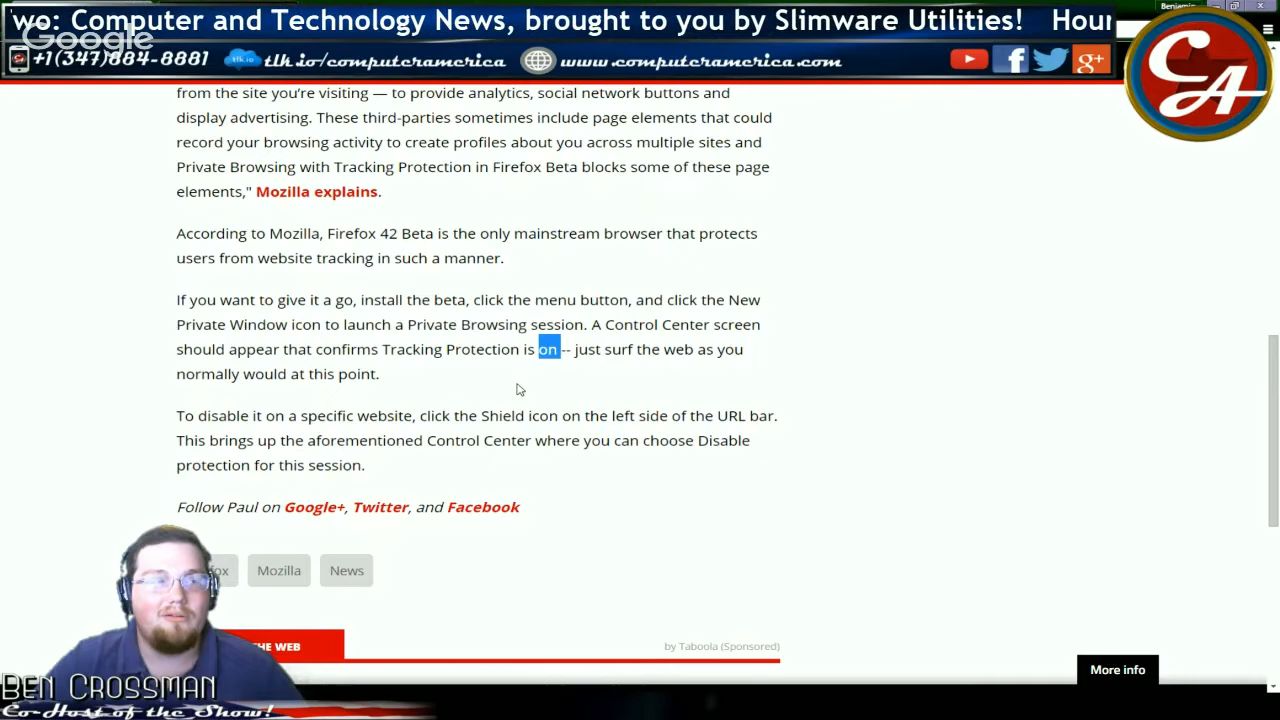 wo: Computer and Technology News, brought to you by Slimware Utilities! Hour
Benjamin
Google
+1(347)884-8881 tlk.io tlk.io/computeramerica www.computeramerica.com f g+
CA
from the site you're visiting — to provide analytics, social network buttons and
display advertising. These third-parties sometimes include page elements that could
record your browsing activity to create profiles about you across multiple sites and
Private Browsing with Tracking Protection in Firefox Beta blocks some of these page
elements," Mozilla explains.
According to Mozilla, Firefox 42 Beta is the only mainstream browser that protects
users from website tracking in such a manner.
If you want to give it a go, install the beta, click the menu button, and click the New
Private Window icon to launch a Private Browsing session. A Control Center screen
should appear that confirms Tracking Protection is on -- just surf the web as you
normally would at this point.
To disable it on a specific website, click the Shield icon on the left side of the URL bar.
This brings up the aforementioned Control Center where you can choose Disable
protection for this session.
Follow Paul on Google+, Twitter, and Facebook
fox Mozilla News
HE WEB by Taboola (Sponsored)
More info
Ben Crossman
Co-Host of the Show!